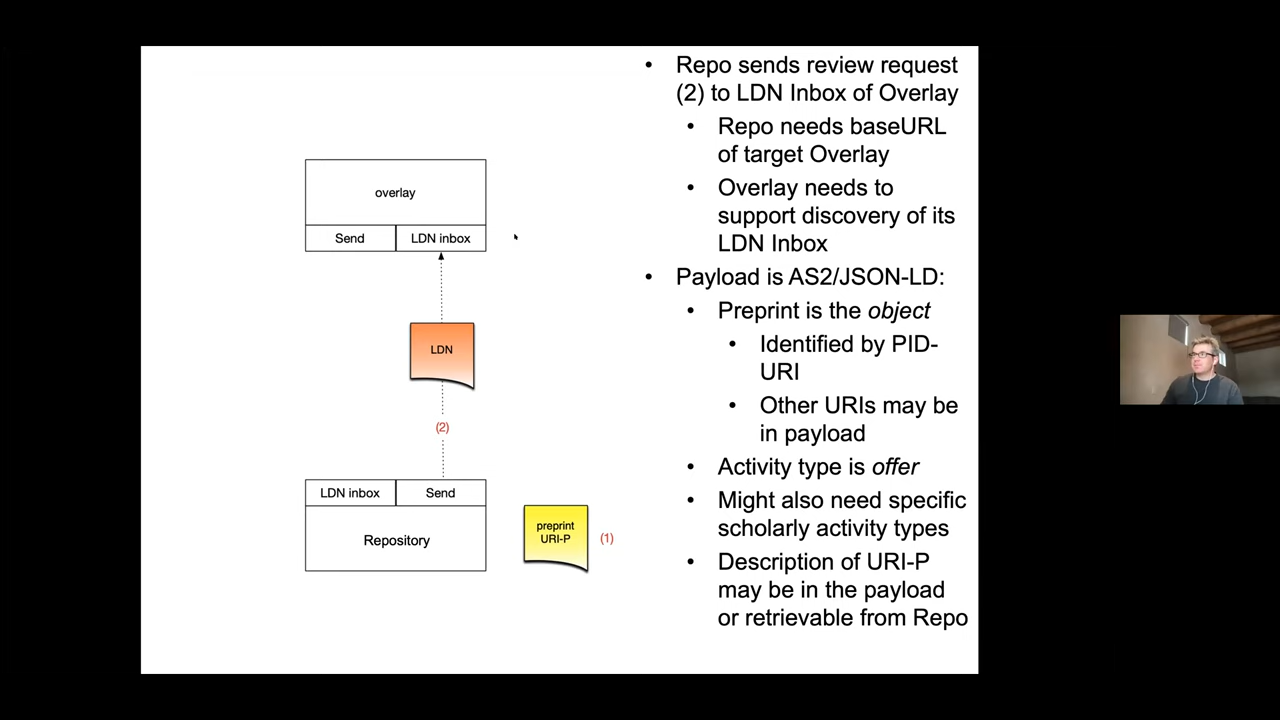 overlay
Send
LDN inbox
LDN
(2)
LDN inbox
Send
Repository
preprint
URI-P
(1)
• Repo sends review request
(2) to LDN Inbox of Overlay
• Repo needs baseURL
of target Overlay
• Overlay needs to
support discovery of its
LDN Inbox
• Payload is AS2/JSON-LD:
• Preprint is the object
• Identified by PID-
URI
• Other URIs may be
in payload
• Activity type is offer
• Might also need specific
scholarly activity types
• Description of URI-P
may be in the payload
or retrievable from Repo